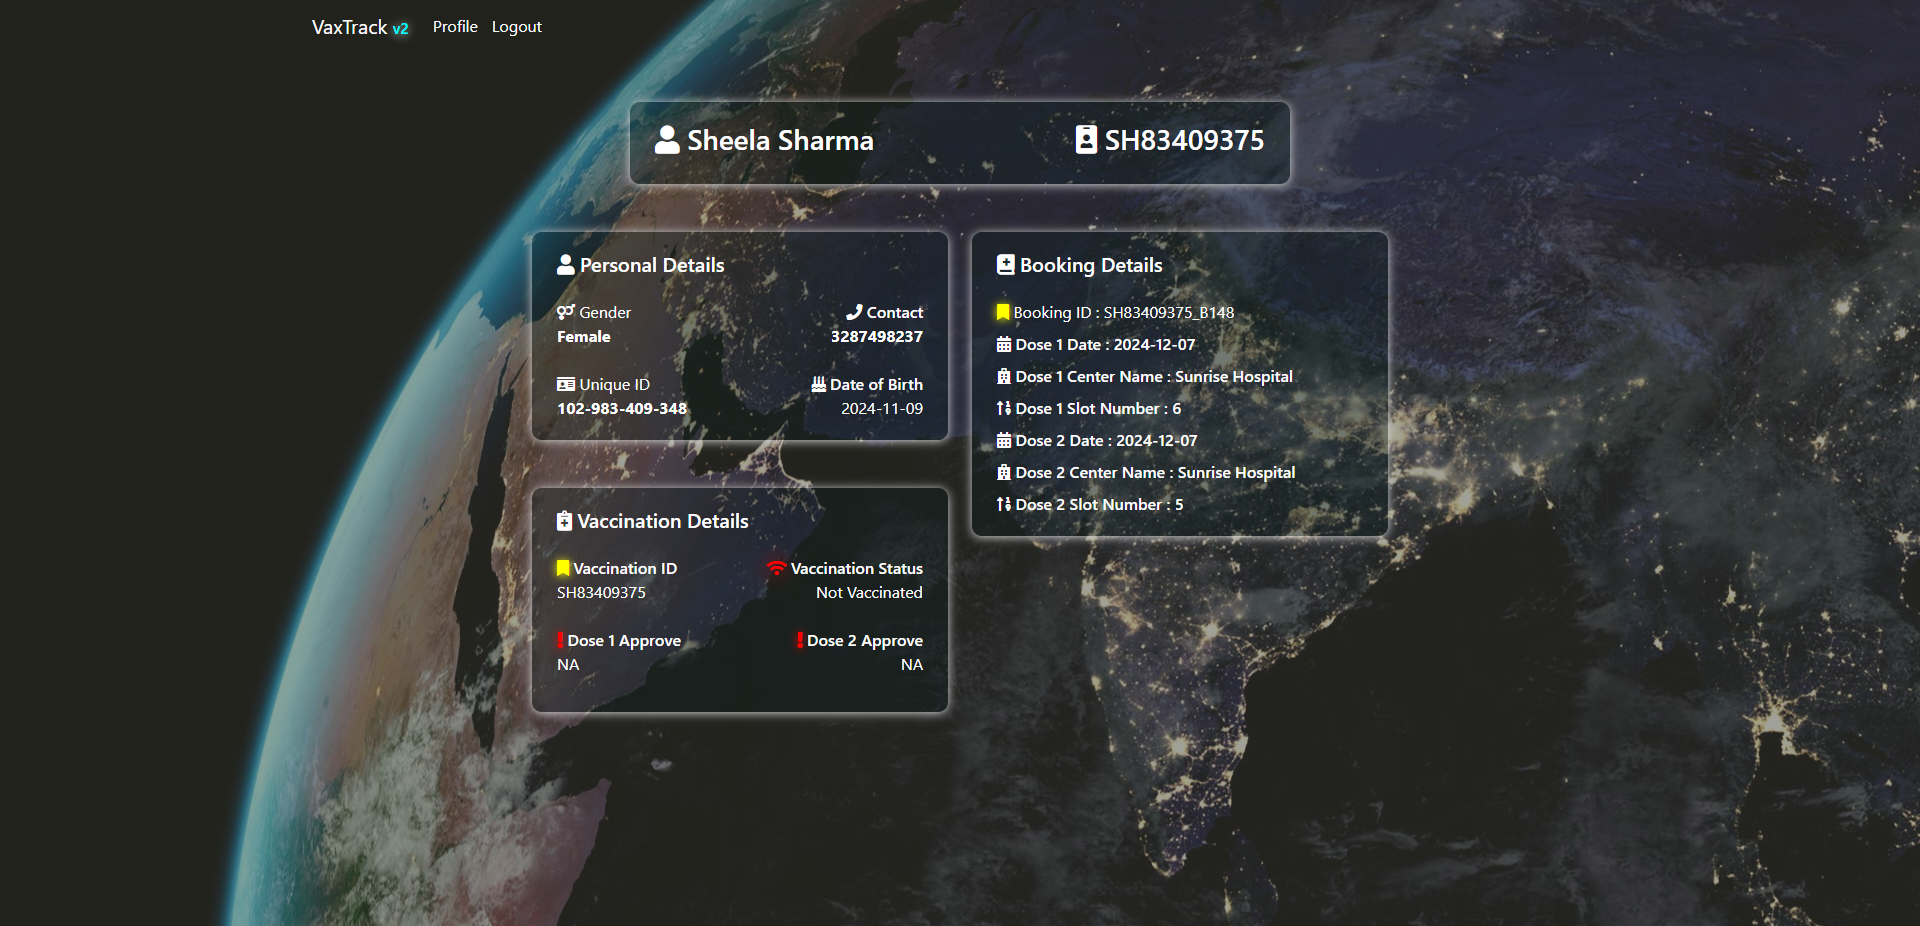 VaxTrack v2 Profile Logout
Sheela Sharma SH83409375
Personal Details
Gender Contact
Female 3287498237
Unique ID Date of Birth
102-983-409-348 2024-11-09
Booking Details
Booking ID : SH83409375_B148
Dose 1 Date : 2024-12-07
Dose 1 Center Name : Sunrise Hospital
Dose 1 Slot Number : 6
Dose 2 Date : 2024-12-07
Dose 2 Center Name : Sunrise Hospital
Dose 2 Slot Number : 5
Vaccination Details
Vaccination ID Vaccination Status
SH83409375 Not Vaccinated
Dose 1 Approve Dose 2 Approve
NA NA